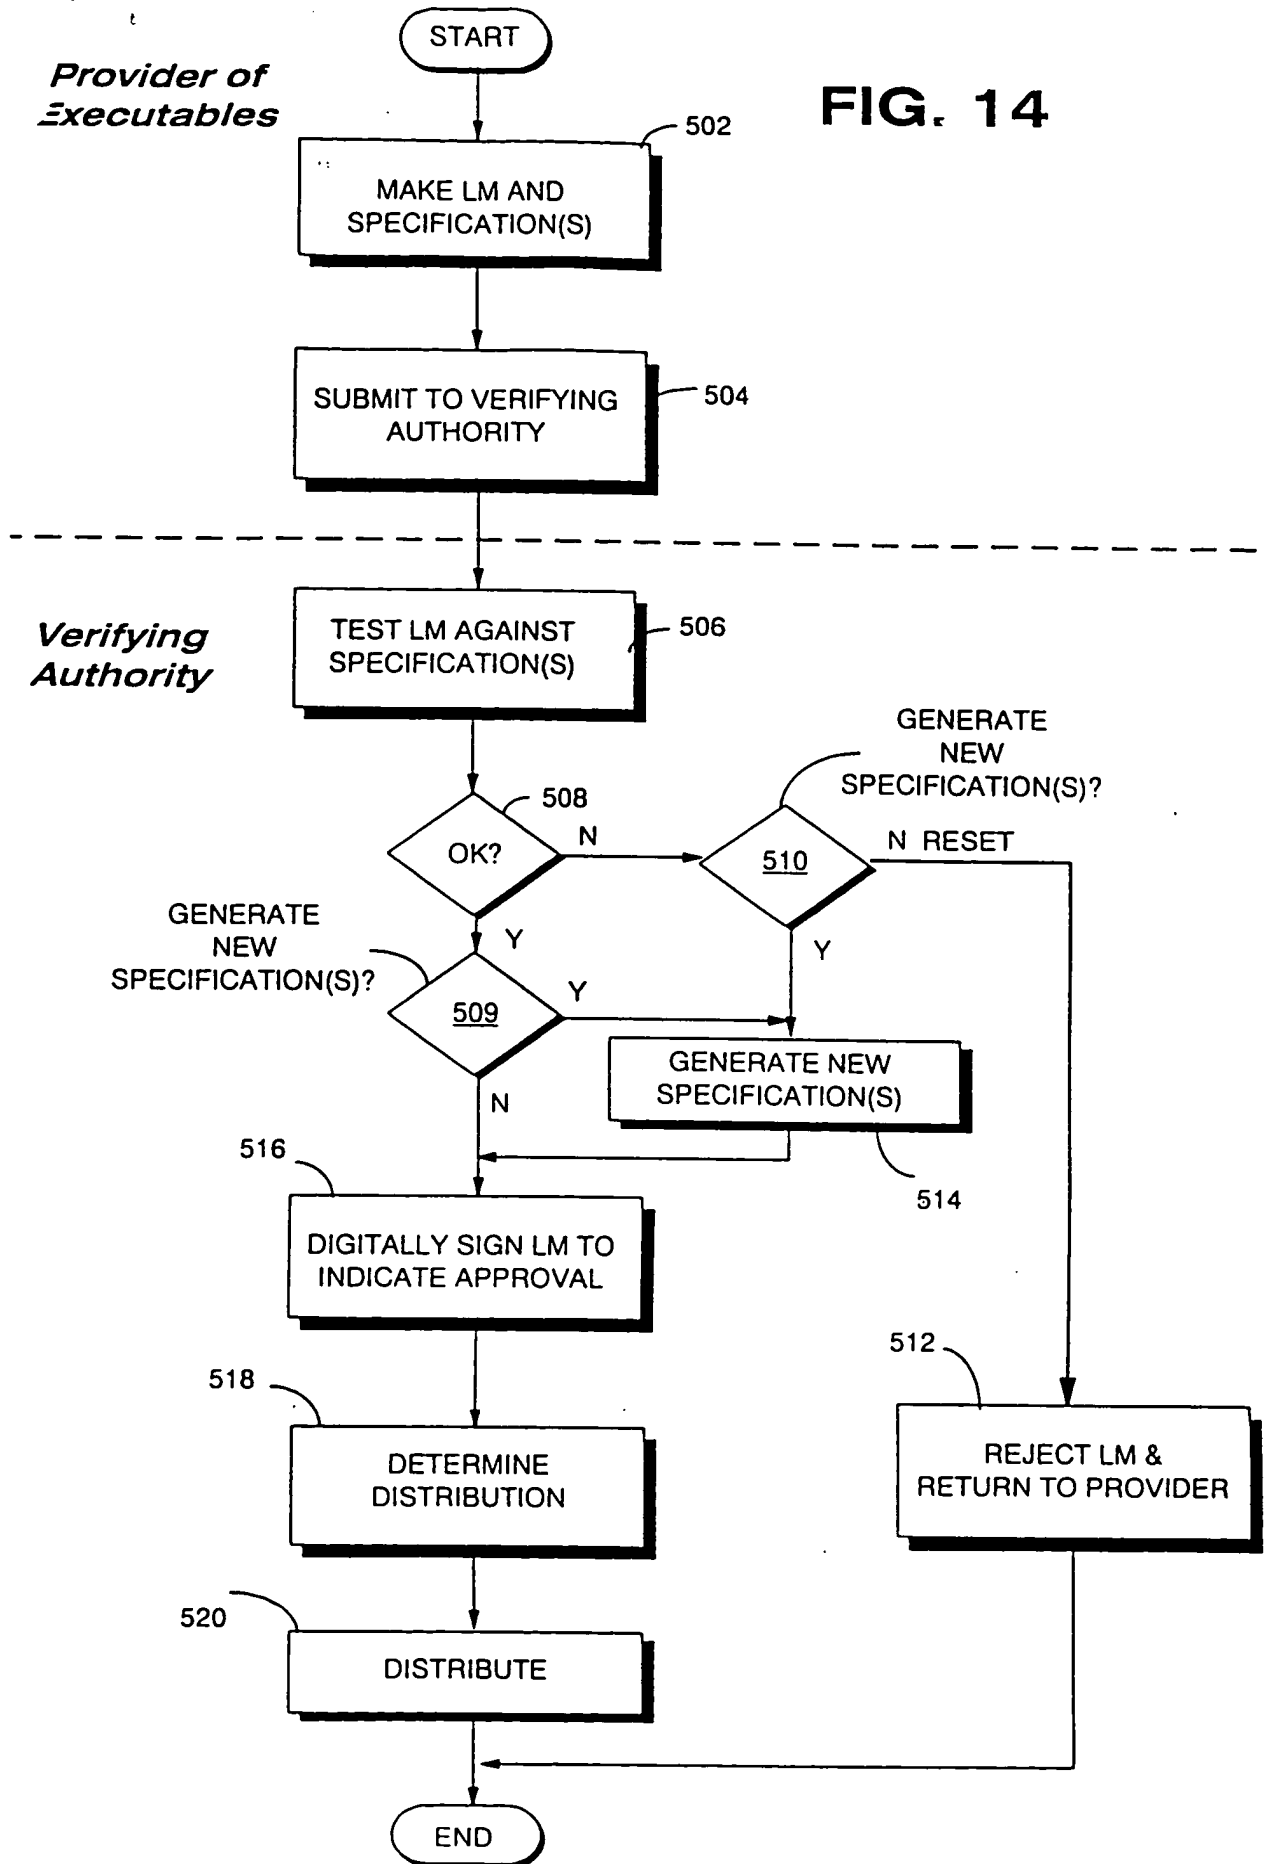 START
Provider of
Executables
FIG. 14
502
MAKE LM AND
SPECIFICATION(S)
SUBMIT TO VERIFYING
AUTHORITY
504
Verifying
Authority
TEST LM AGAINST
SPECIFICATION(S)
506
GENERATE
NEW
SPECIFICATION(S)?
508
OK?
N
510
N RESET
GENERATE
NEW
SPECIFICATION(S)?
Y
Y
509
Y
GENERATE NEW
SPECIFICATION(S)
N
514
516
DIGITALLY SIGN LM TO
INDICATE APPROVAL
512
518
DETERMINE
DISTRIBUTION
REJECT LM &
RETURN TO PROVIDER
520
DISTRIBUTE
END